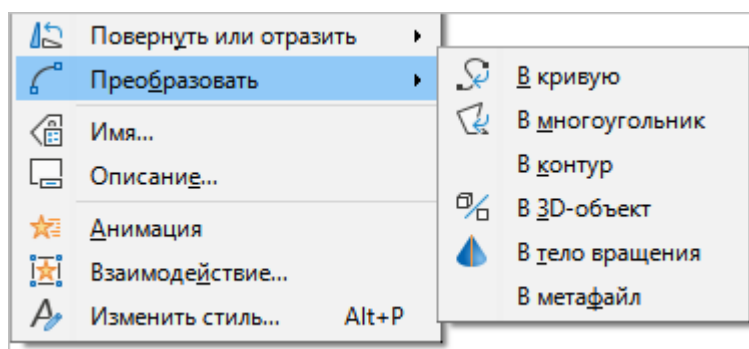 Повернуть или отразить
Преобразовать
Имя...
Описание...
Анимация
Взаимодействие...
Изменить стиль... Alt+P
В кривую
В многоугольник
В контур
В 3D-объект
В тело вращения
В метафайл